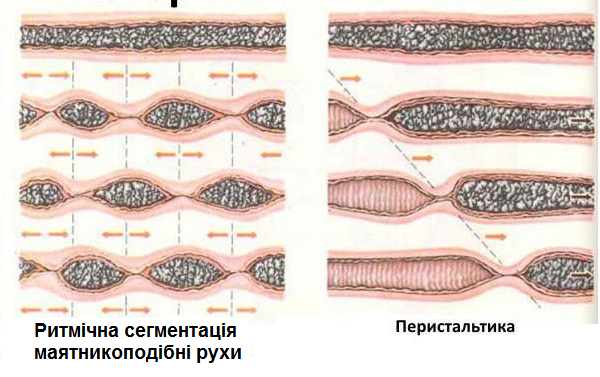 Ритмічна сегментація
маятникоподібні рухи
Перистальтика